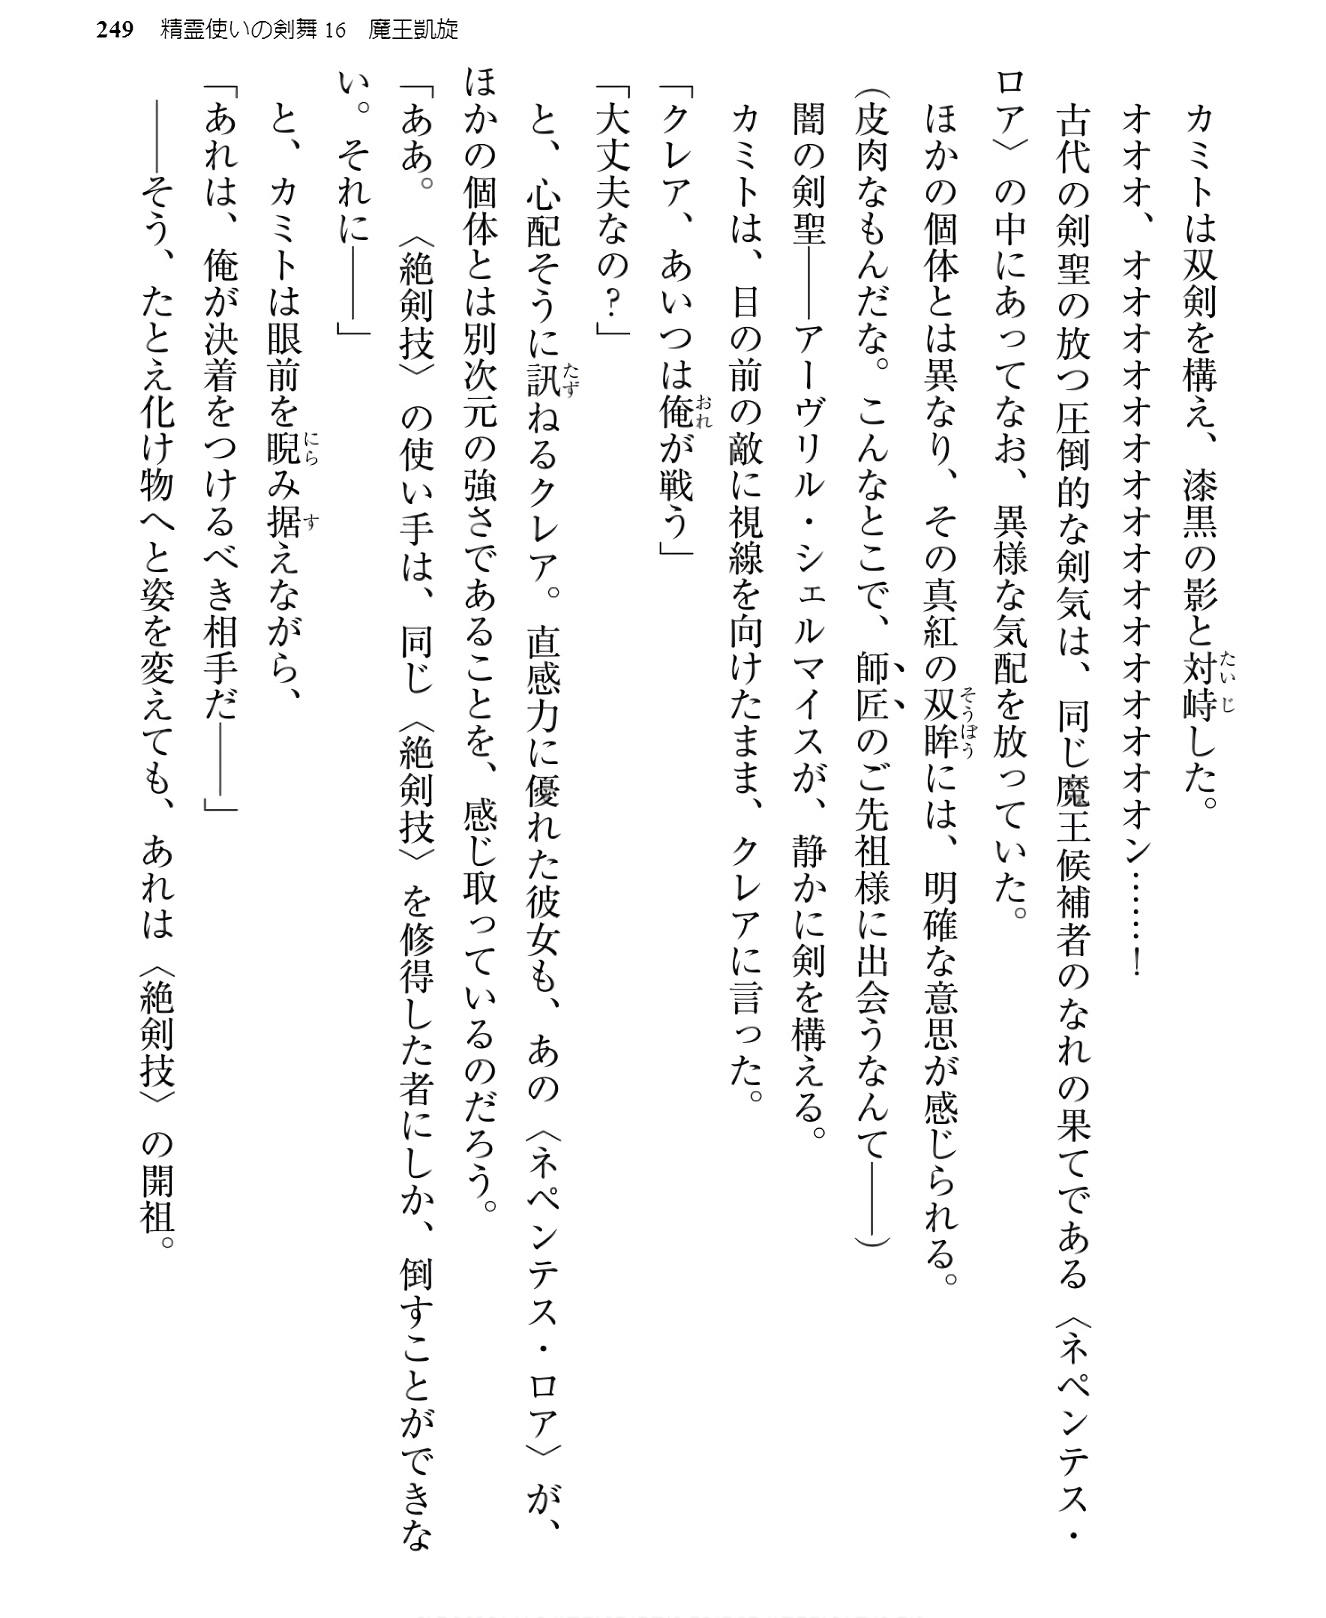 249 精霊使いの剣舞16 魔王凱旋
カミトは双剣を構え、漆黒の影と対峙した。
オオオ、オオオオオオオオオオオオオオオオン……！
古代の剣聖の放つ圧倒的な剣気は、同じ魔王候補者のなれの果てである〈ネペンテス・
ロア〉の中にあってなお、異様な気配を放っていた。
ほかの個体とは異なり、その真紅の双眸には、明確な意思が感じられる。
（皮肉なもんだな。こんなとこで、師匠のご先祖様に出会うなんて――）
闇の剣聖――アーヴリル・シェルマイスが、静かに剣を構える。
カミトは、目の前の敵に視線を向けたまま、クレアに言った。
「クレア、あいつは俺が戦う」
「大丈夫なの？」
と、心配そうに訊ねるクレア。直感力に優れた彼女も、あの〈ネペンテス・ロア〉が、
ほかの個体とは別次元の強さであることを、感じ取っているのだろう。
「ああ。〈絶剣技〉の使い手は、同じ〈絶剣技〉を修得した者にしか、倒すことができな
い。それに――」
と、カミトは眼前を睨み据えながら、
「あれは、俺が決着をつけるべき相手だ――」
――そう、たとえ化け物へと姿を変えても、あれは〈絶剣技〉の開祖。